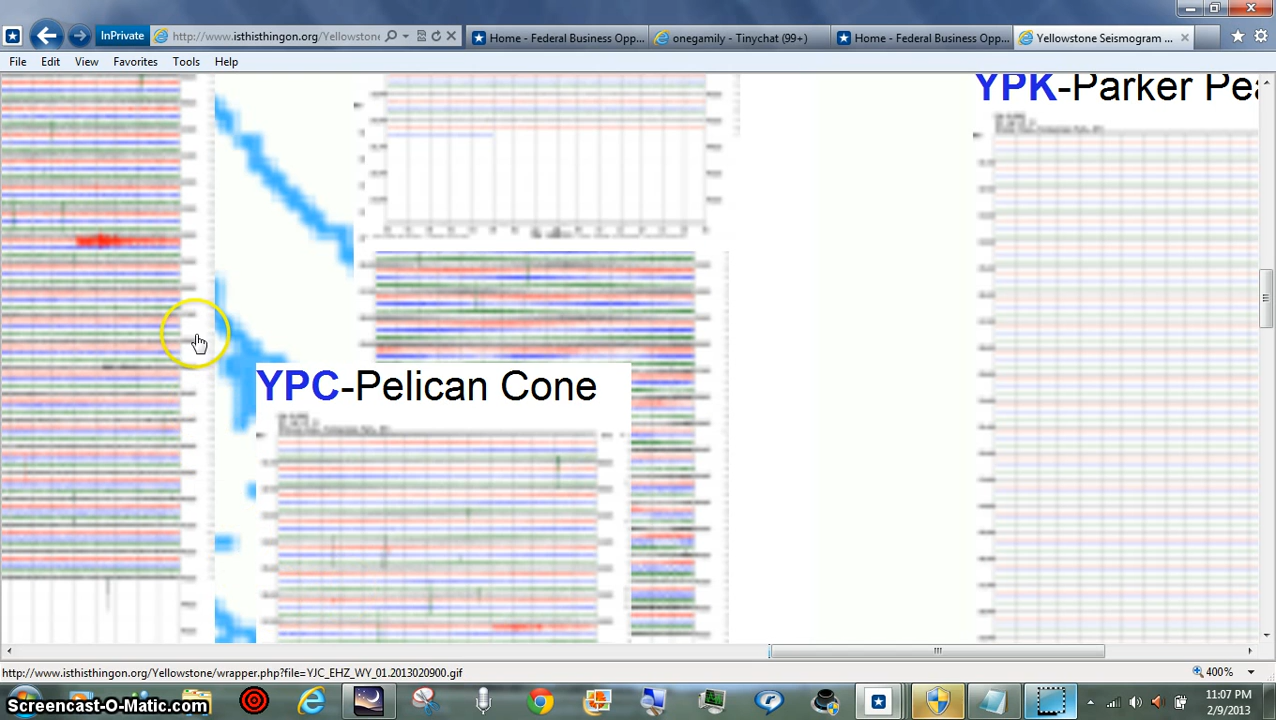 InPrivate
http://www.isthisthingon.org/Yellowstone
Home - Federal Business Opp...
onegamily - Tinychat (99+)
Home - Federal Business Opp...
Yellowstone Seismogram ...
File Edit View Favorites Tools Help
YPK-Parker Pea
YPC-Pelican Cone
http://www.isthisthingon.org/Yellowstone/wrapper.php?file=YJC_EHZ_WY_01.2013020900.gif
400%
Screencast-O-Matic.com
11:07 PM
2/9/2013